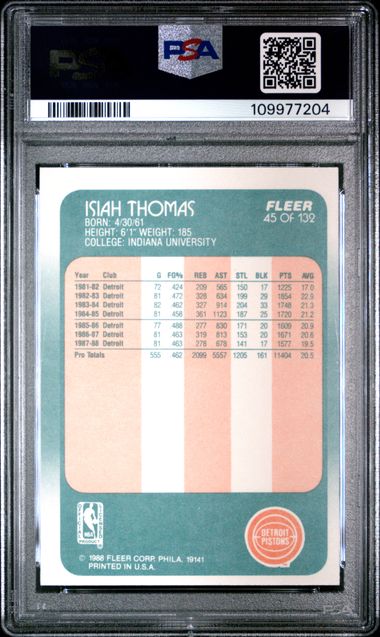 PSA
109977204
ISIAH THOMAS
BORN: 4/30/61
HEIGHT: 6'1" WEIGHT: 185
COLLEGE: INDIANA UNIVERSITY
FLEER
45 OF 132
Year Club G FG% REB AST STL BLK PTS AVG
1981-82 Detroit 72 424 209 565 150 17 1225 17.0
1982-83 Detroit 81 472 328 634 199 29 1854 22.9
1983-84 Detroit 82 462 327 914 204 33 1748 21.3
1984-85 Detroit 81 458 361 1123 187 25 1720 21.2
1985-86 Detroit 77 488 277 830 171 20 1609 20.9
1986-87 Detroit 81 463 319 813 153 20 1671 20.6
1987-88 Detroit 81 463 278 678 141 17 1577 19.5
Pro Totals 555 462 2099 5557 1205 161 11404 20.5
OFFICIAL
LICENSED
NBA
PRODUCT
DETROIT
PISTONS
© 1988 FLEER CORP. PHILA. 19141
PRINTED IN U.S.A.
PSA